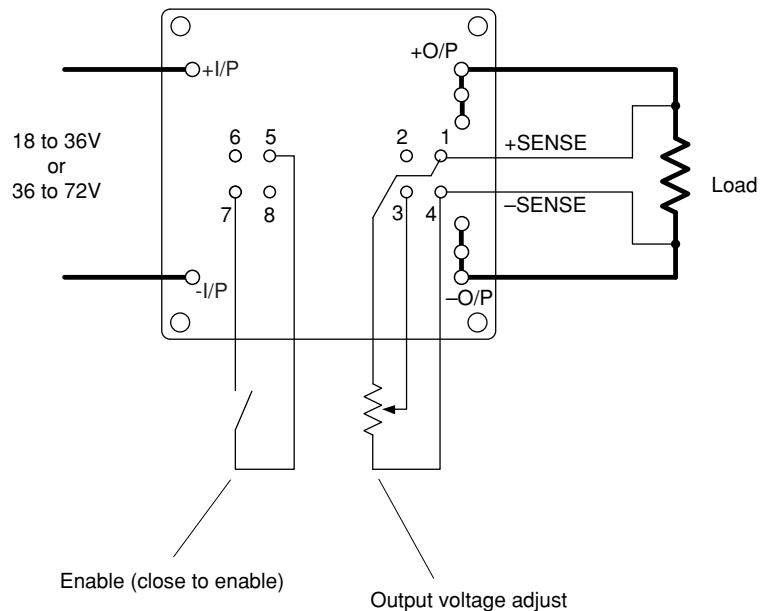 +I/P
+O/P
18 to 36V
or
36 to 72V
6 5
2 1
+SENSE
7 8
3 4
–SENSE
Load
-I/P
–O/P
Enable (close to enable)
Output voltage adjust